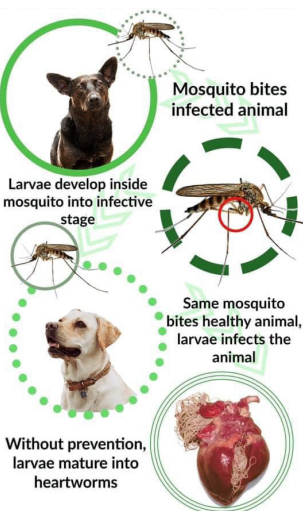 Mosquito bites
infected animal
Larvae develop inside
mosquito into infective
stage
Same mosquito
bites healthy animal,
larvae infects the
animal
Without prevention,
larvae mature into
heartworms